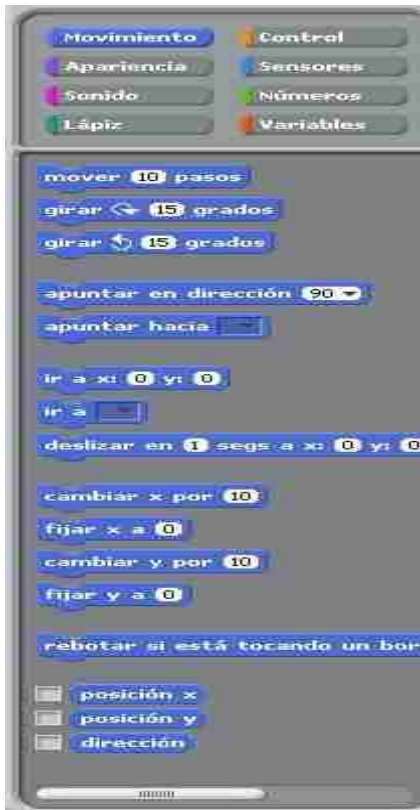 Movimiento Control
Apariencia Sensores
Sonido Números
Lápiz Variables
mover 10 pasos
girar 15 grados
girar 15 grados
apuntar en dirección 90
apuntar hacia
ir a x: 0 y: 0
ir a
deslizar en 1 segs a x: 0 y: 0
cambiar x por 10
fijar x a 0
cambiar y por 10
fijar y a 0
rebotar si está tocando un bor
posición x
posición y
dirección